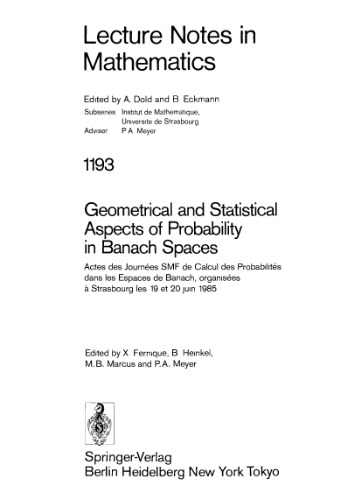 Lecture Notes in
Mathematics
Edited by A. Dold and B Eckmann
Subseries Institut de Mathematique,
Universite de Strasbourg
Adviser P A Meyer
1193
Geometrical and Statistical
Aspects of Probability
in Banach Spaces
Actes des Journées SMF de Calcul des Probabilités
dans les Espaces de Banach, organisées
à Strasbourg les 19 et 20 juin 1985
Edited by X Fernique, B Heinkel,
M.B. Marcus and P.A. Meyer
Springer-Verlag
Berlin Heidelberg New York Tokyo